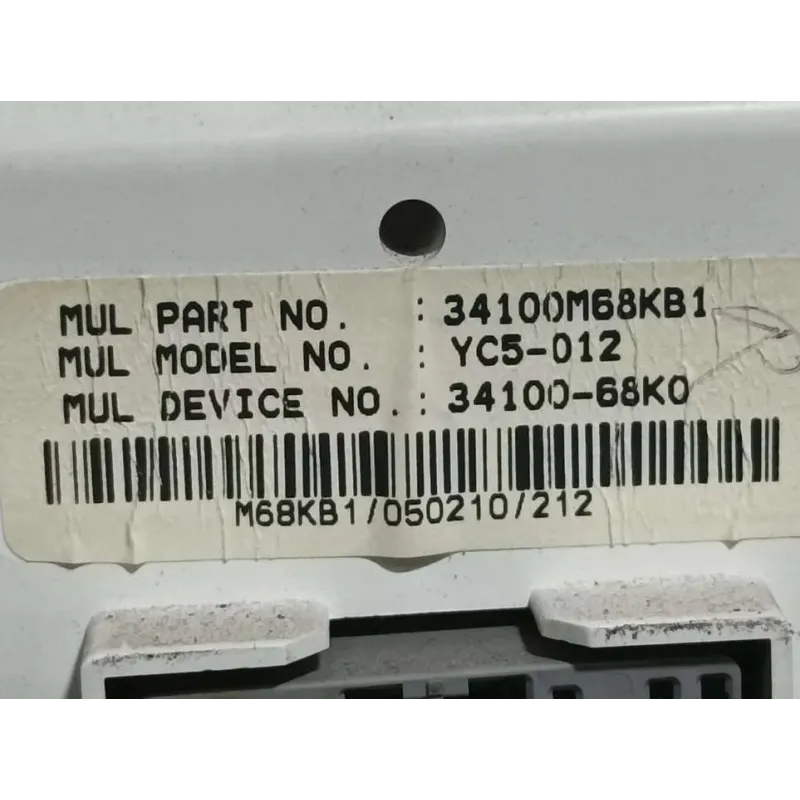 MUL PART NO. : 34100M68KB1
MUL MODEL NO. : YC5-012
MUL DEVICE NO. : 34100-68K0
M68KB1/050210/212